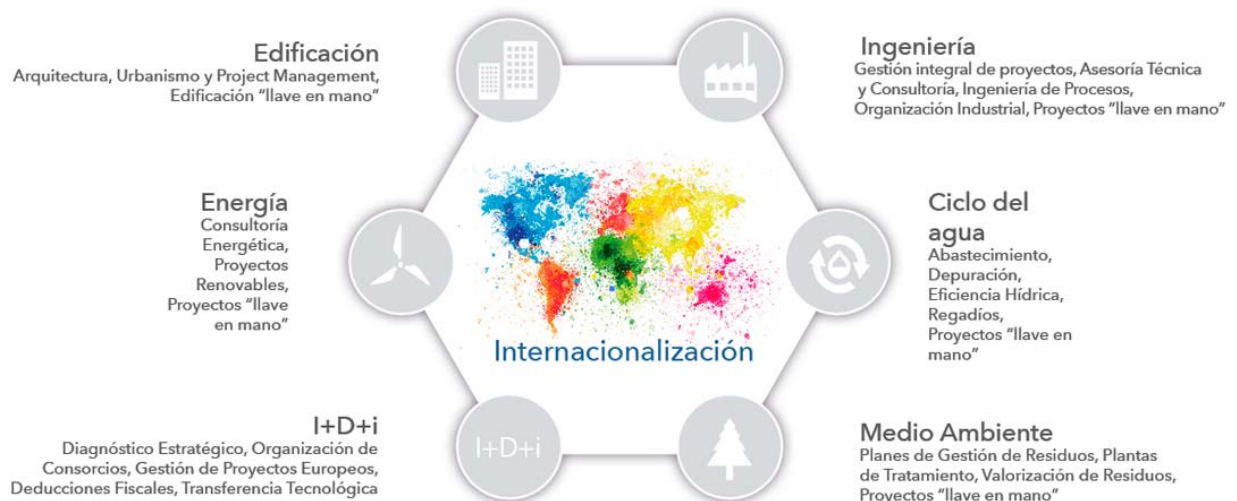 Edificación
Arquitectura, Urbanismo y Project Management,
Edificación “llave en mano”
Ingeniería
Gestión integral de proyectos, Asesoría Técnica
y Consultoría, Ingeniería de Procesos,
Organización Industrial, Proyectos “llave en mano”
Energía
Consultoría
Energética,
Proyectos
Renovables,
Proyectos “llave
en mano”
Internacionalización
Ciclo del
agua
Abastecimiento,
Depuración,
Eficiencia Hídrica,
Regadíos,
Proyectos “llave en
mano”
I+D+i
Diagnóstico Estratégico, Organización de
Consorcios, Gestión de Proyectos Europeos,
Deducciones Fiscales, Transferencia Tecnológica
I+D+i
Medio Ambiente
Planes de Gestión de Residuos, Plantas
de Tratamiento, Valorización de Residuos,
Proyectos “llave en mano”